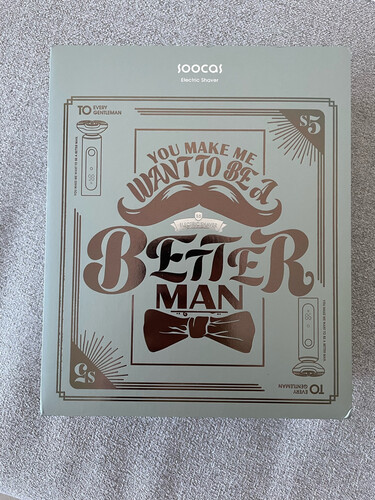 soocas
Electric Shaver
TO EVERY
GENTLEMAN
S5
YOU MAKE ME
WANT TO BE A
BETTER
MAN
S5
TO EVERY
GENTLEMAN